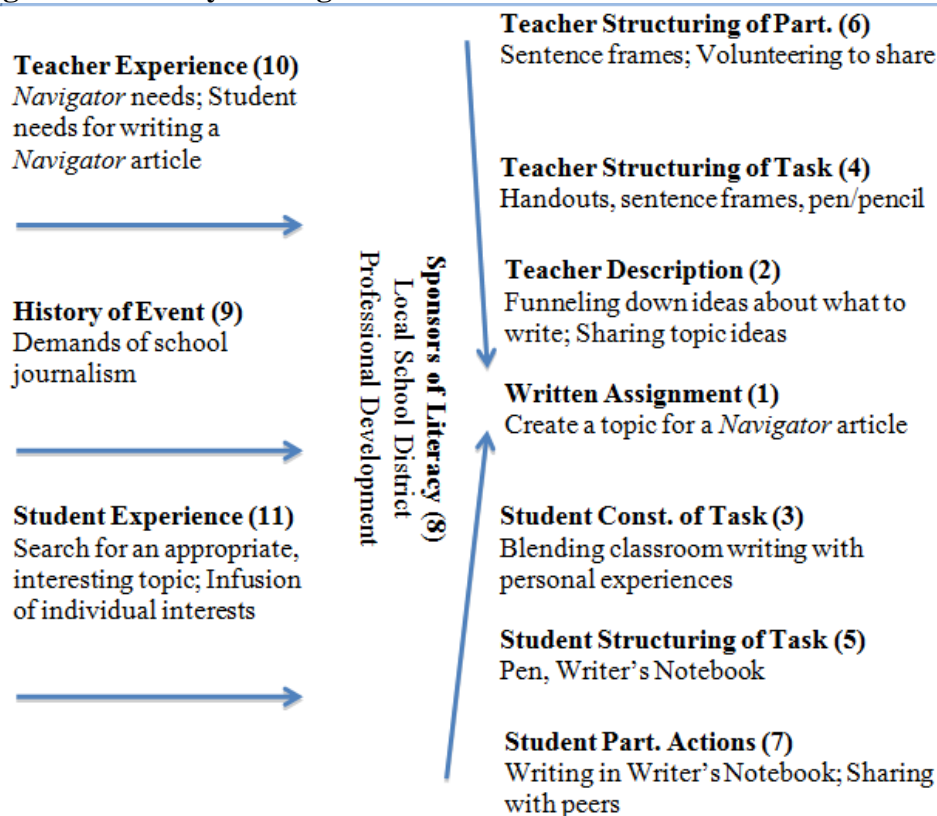 Teacher Experience (10)
Navigator needs; Student
needs for writing a
Navigator article
History of Event (9)
Demands of school
journalism
Student Experience (11)
Search for an appropriate,
interesting topic; Infusion
of individual interests
Sponsors of Literacy (8)
Local School District
Professional Development
Teacher Structuring of Part. (6)
Sentence frames; Volunteering to share
Teacher Structuring of Task (4)
Handouts, sentence frames, pen/pencil
Teacher Description (2)
Funneling down ideas about what to
write; Sharing topic ideas
Written Assignment (1)
Create a topic for a Navigator article
Student Const. of Task (3)
Blending classroom writing with
personal experiences
Student Structuring of Task (5)
Pen, Writer's Notebook
Student Part. Actions (7)
Writing in Writer's Notebook; Sharing
with peers